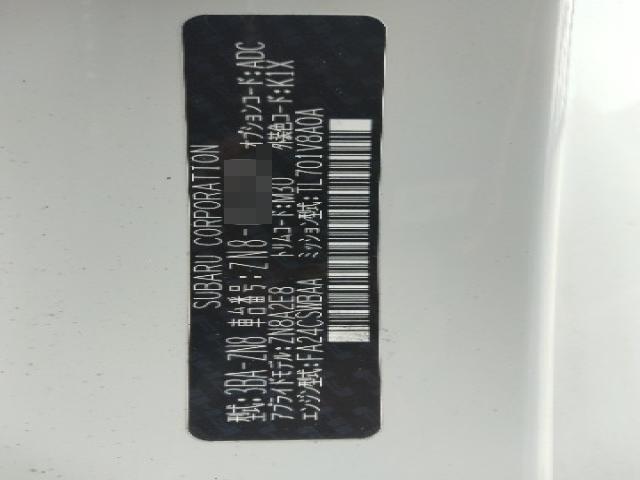 SUBARU CORPORATION
型式:3BA-ZN8 車台番号:ZN8-
アプライドモデル:ZN8A2E8 トリムコード:M3U オプションコード:ADC
外装色コード:K1X
エンジン型式:FA24CSWBAA ミッション型式:TL701V8AOA